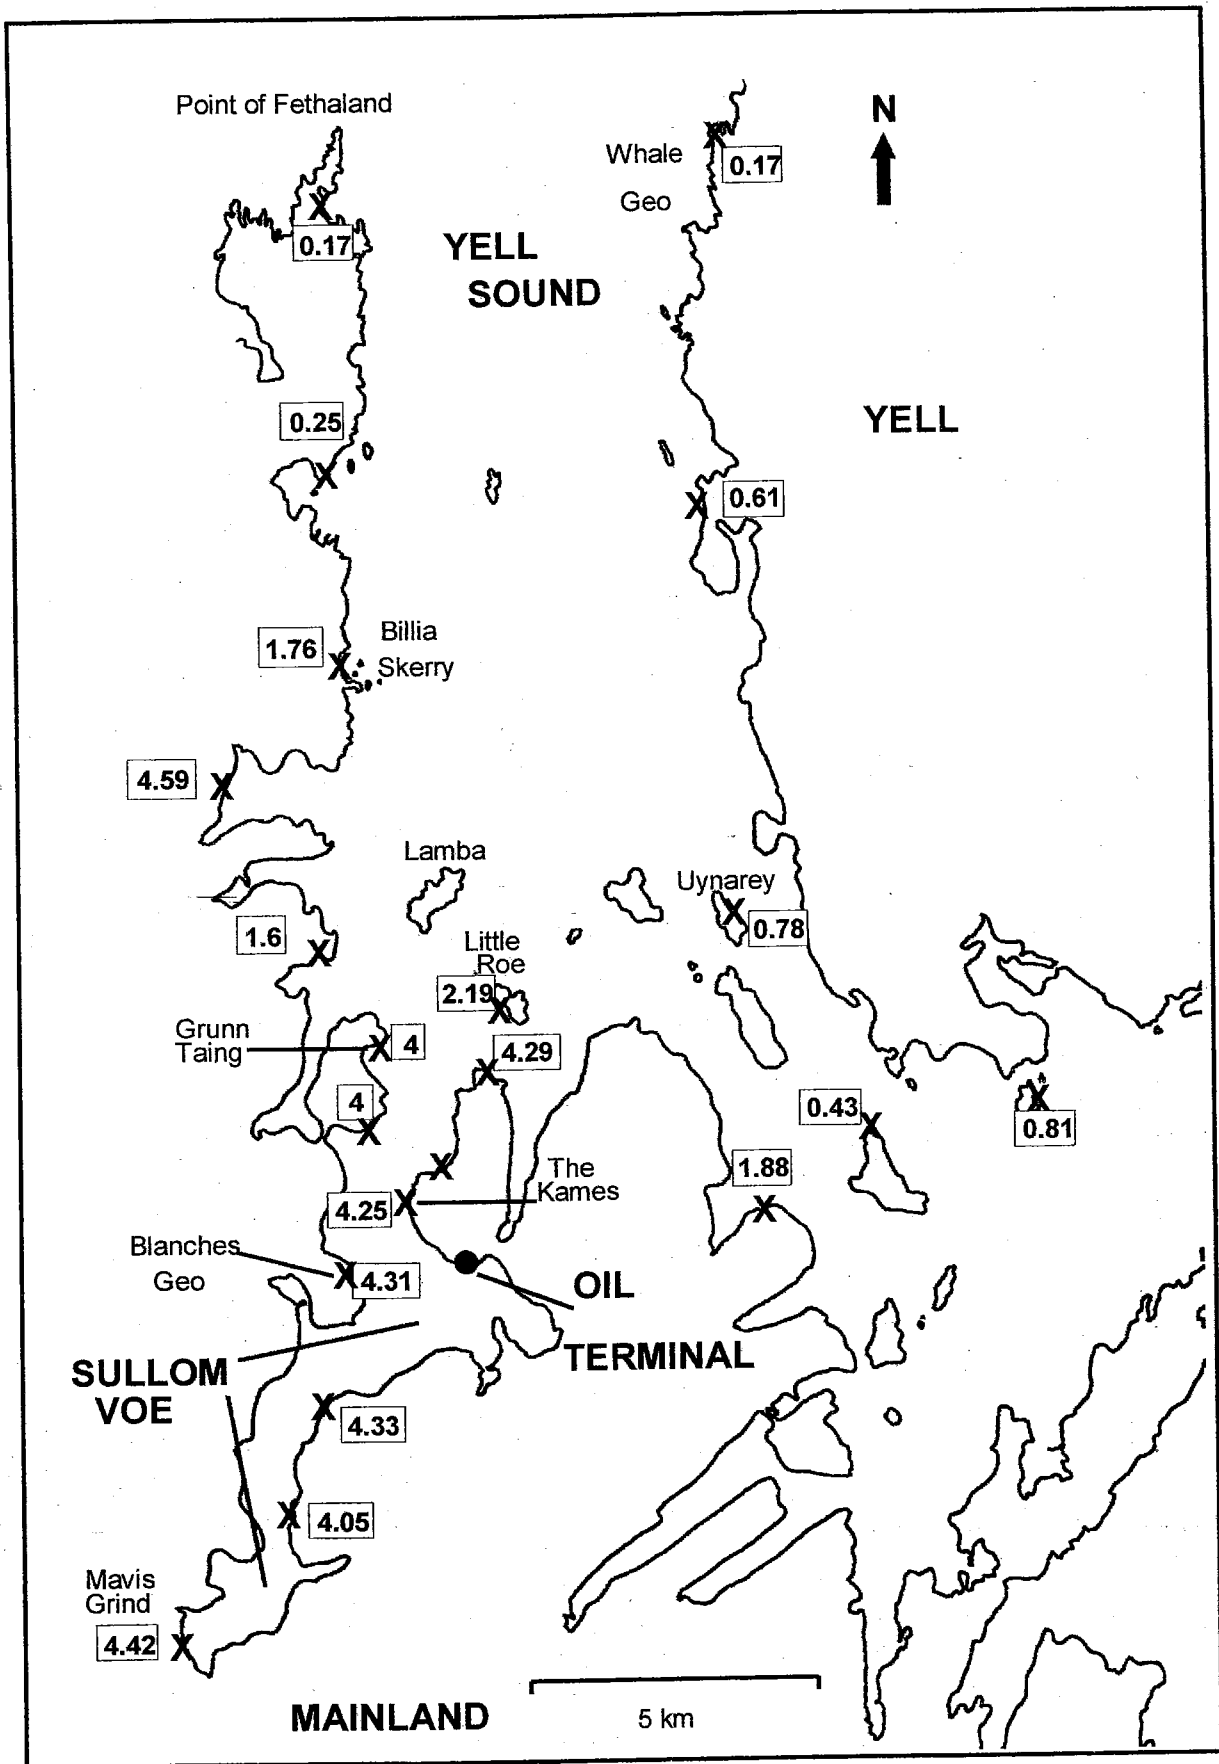 Point of Fethaland
N
Whale
Geo
0.17
0.17
YELL
SOUND
0.25
YELL
0.61
1.76
Billia
Skerry
4.59
Lamba
Uynarey
0.78
1.6
Little
Roe
2.19
Grunn
Taing
4
4.29
4
0.43
0.81
1.88
The
Kames
4.25
Blanches
Geo
4.31
OIL
TERMINAL
SULLOM
VOE
4.33
4.05
Mavis
Grind
4.42
MAINLAND
5 km